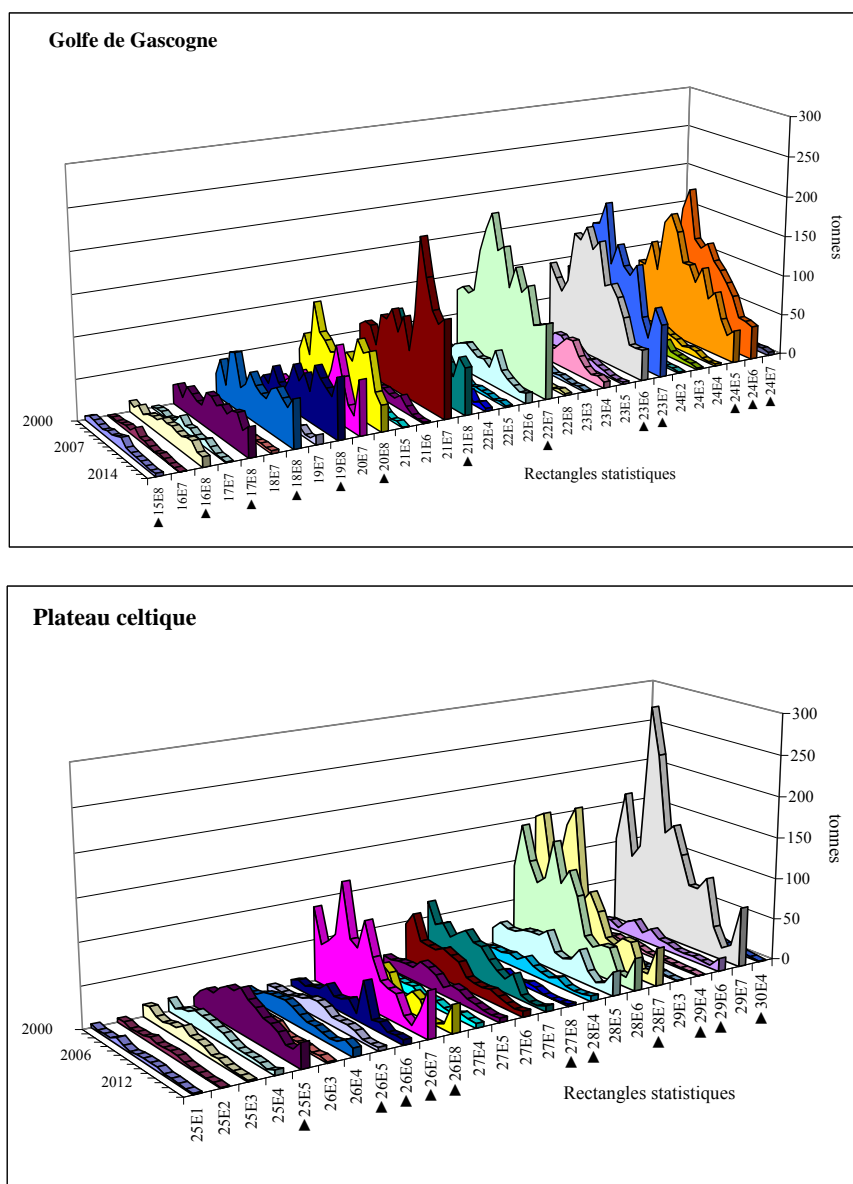 Golfe de Gascogne
300
250
200
150
100
50
0
tonnes
2000
2007
2014
▲15E8
16E7
▲16E8
17E7
▲17E8
18E7
▲18E8
19E7
▲19E8
20E7
▲20E8
21E5
21E6
21E7
▲21E8
22E4
22E5
22E6
▲22E7
22E8
23E3
23E4
23E5
▲23E6
▲23E7
24E2
24E3
24E4
▲24E5
▲24E6
▲24E7
Rectangles statistiques
Plateau celtique
300
250
200
150
100
50
0
tonnes
2000
2006
2012
25E1
25E2
25E3
25E4
▲25E5
26E3
26E4
▲26E5
▲26E6
▲26E7
▲26E8
27E4
27E5
27E6
27E7
▲27E8
▲28E4
28E5
28E6
▲28E7
29E3
▲29E4
▲29E6
29E7
▲30E4
Rectangles statistiques